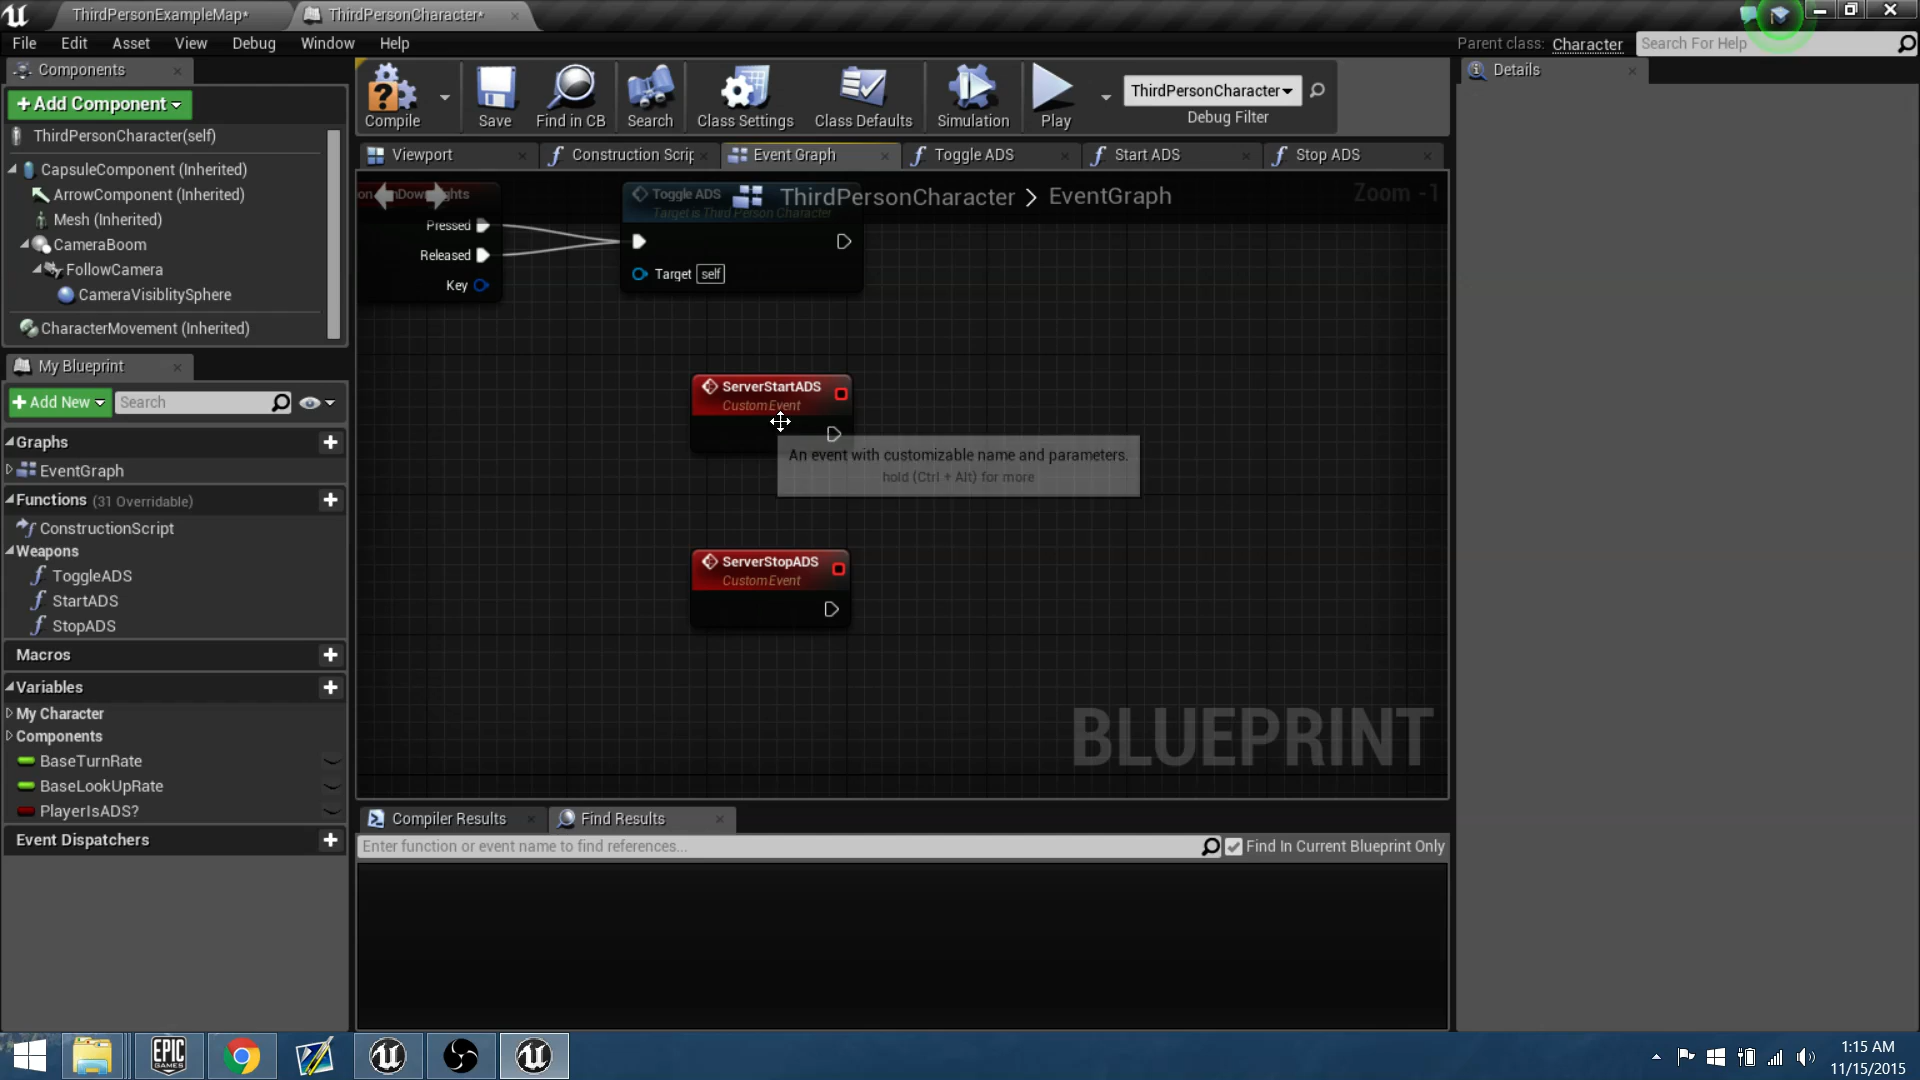 ThirdPersonExampleMap*
ThirdPersonCharacter*
File Edit Asset View Debug Window Help
Parent class: Character
Search For Help
Components
+ Add Component
ThirdPersonCharacter(self)
CapsuleComponent (Inherited)
ArrowComponent (Inherited)
Mesh (Inherited)
CameraBoom
FollowCamera
CameraVisiblitySphere
CharacterMovement (Inherited)
Compile
Save
Find in CB
Search
Class Settings
Class Defaults
Simulation
Play
ThirdPersonCharacter
Debug Filter
Details
Viewport
Construction Scrip
Event Graph
Toggle ADS
Start ADS
Stop ADS
ThirdPersonCharacter > EventGraph
Zoom -1
Pressed
Released
Key
Toggle ADS
Target is Third Person Character
Target self
ServerStartADS
Custom Event
An event with customizable name and parameters.
hold (Ctrl + Alt) for more
ServerStopADS
Custom Event
BLUEPRINT
My Blueprint
+ Add New
Search
Graphs
EventGraph
Functions (31 Overridable)
ConstructionScript
Weapons
ToggleADS
StartADS
StopADS
Macros
Variables
My Character
Components
BaseTurnRate
BaseLookUpRate
PlayerIsADS?
Event Dispatchers
Compiler Results
Find Results
Enter function or event name to find references...
Find In Current Blueprint Only
EPIC
GAMES
1:15 AM
11/15/2015